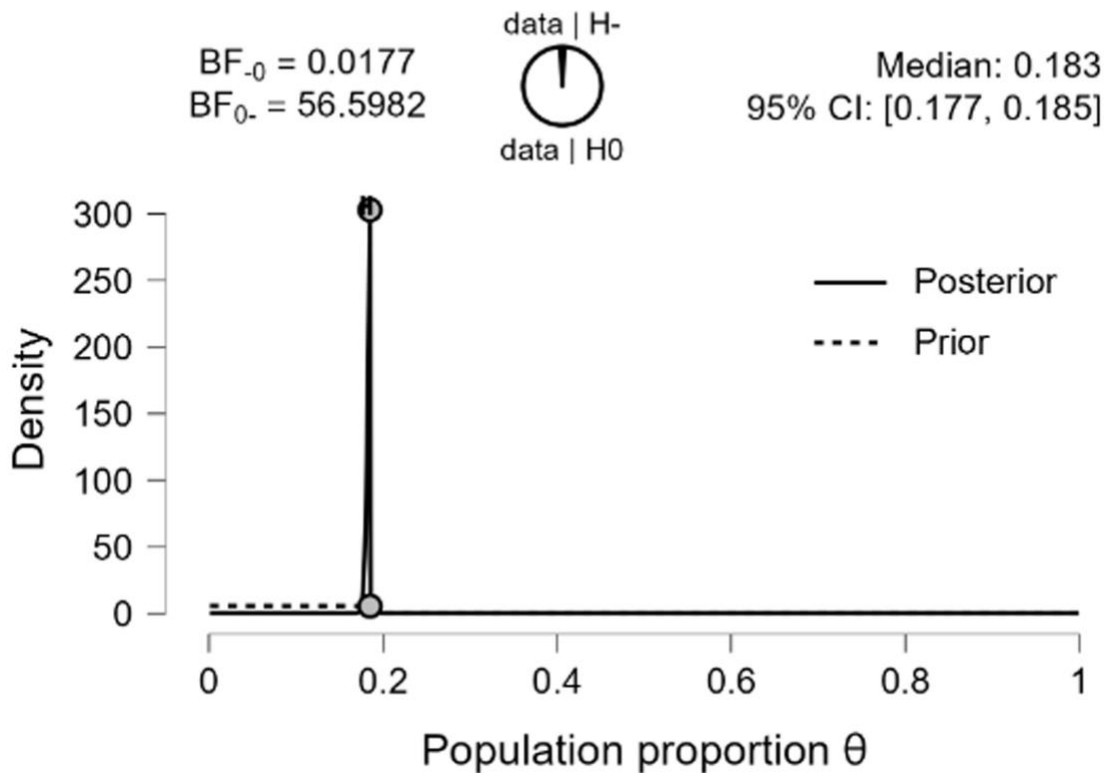 data | H-
BF-0 = 0.0177
BF0- = 56.5982
Median: 0.183
95% CI: [0.177, 0.185]
data | H0
300
250
200
150
100
50
0
Density
Posterior
Prior
0 0.2 0.4 0.6 0.8 1
Population proportion θ